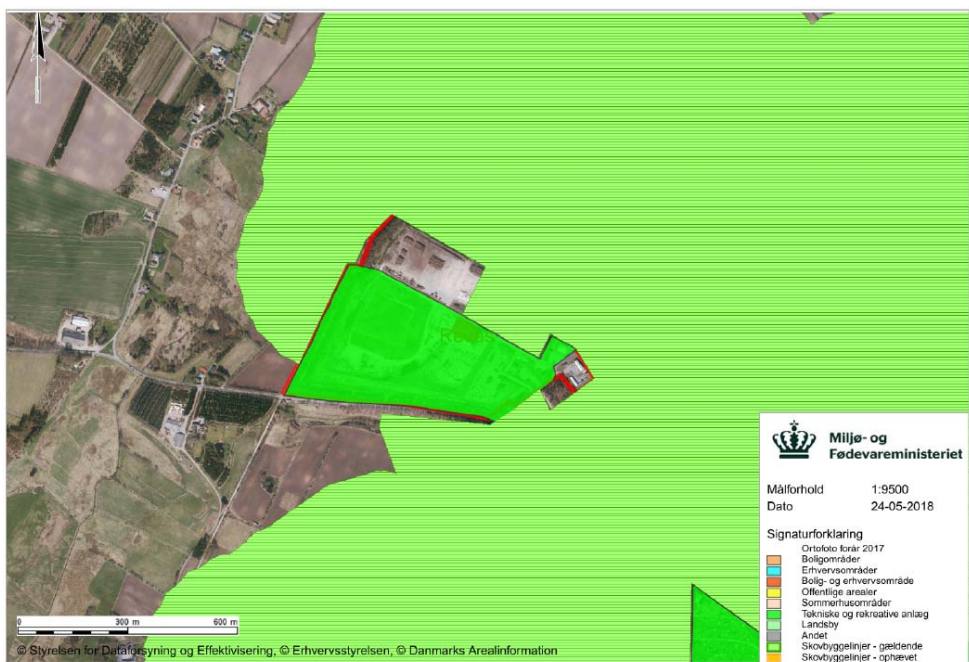 Miljø- og
Fødevareministeriet
Målforhold 1:9500
Dato 24-05-2018
Signaturforklaring
Ortofoto forår 2017
Boligområder
Erhvervsområder
Bolig- og erhvervsområde
Offentlige arealer
Sommerhusområder
Tekniske og rekreative anlæg
Landsby
Andet
Skovbyggelinjer - gældende
Skovbyggelinjer - ophævet
0 300 m 600 m
© Styrelsen for Dataforsyning og Effektivisering, © Erhvervsstyrelsen, © Danmarks Arealinformation